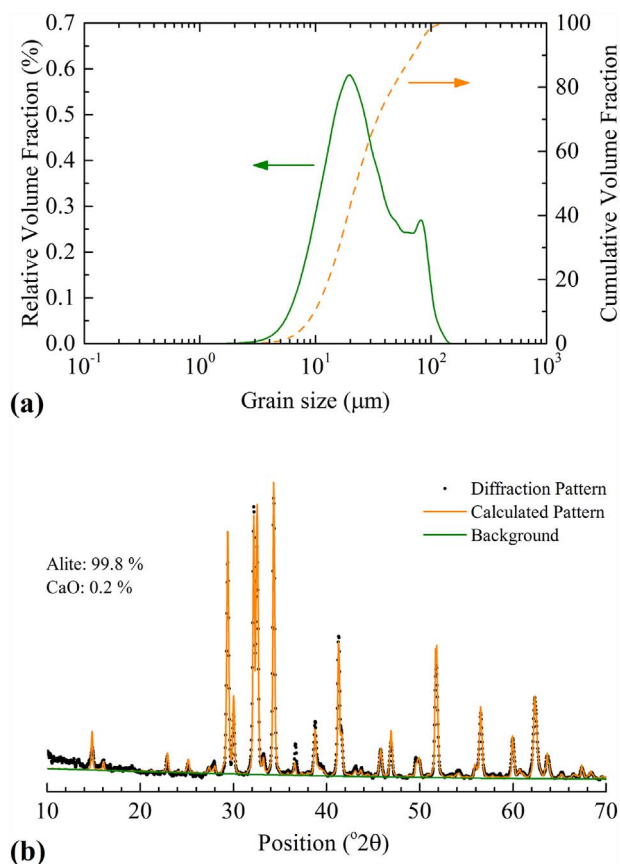 0.7
0.6
0.5
0.4
0.3
0.2
0.1
0.0
Relative Volume Fraction (%)
100
80
60
40
20
0
Cumulative Volume Fraction
10⁻¹ 10⁰ 10¹ 10² 10³
Grain size (μm)
(a)
Diffraction Pattern
Calculated Pattern
Background
Alite: 99.8 %
CaO: 0.2 %
10 20 30 40 50 60 70
Position (°2θ)
(b)